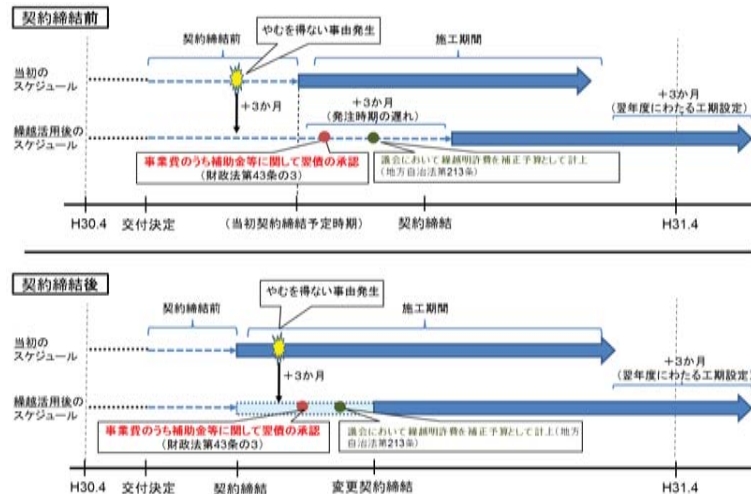 契約締結前
契約締結前
やむを得ない事由発生
施工期間
当初の
スケジュール
+3か月
+3か月
(発注時期の遅れ)
+3か月
(翌年度にわたる工期設定)
繰越活用後の
スケジュール
事業費のうち補助金等に関して翌債の承認
(財政法第43条の3)
議会において繰越明許費を補正予算として計上
(地方自治法第213条)
H30.4
交付決定
(当初契約締結予定時期)
契約締結
H31.4
契約締結後
やむを得ない事由発生
契約締結前
施工期間
当初の
スケジュール
+3か月
+3か月
(翌年度にわたる工期設定)
繰越活用後の
スケジュール
事業費のうち補助金等に関して翌債の承認
(財政法第43条の3)
議会において繰越明許費を補正予算として計上(地方
自治法第213条)
H30.4
交付決定
契約締結
変更契約締結
H31.4